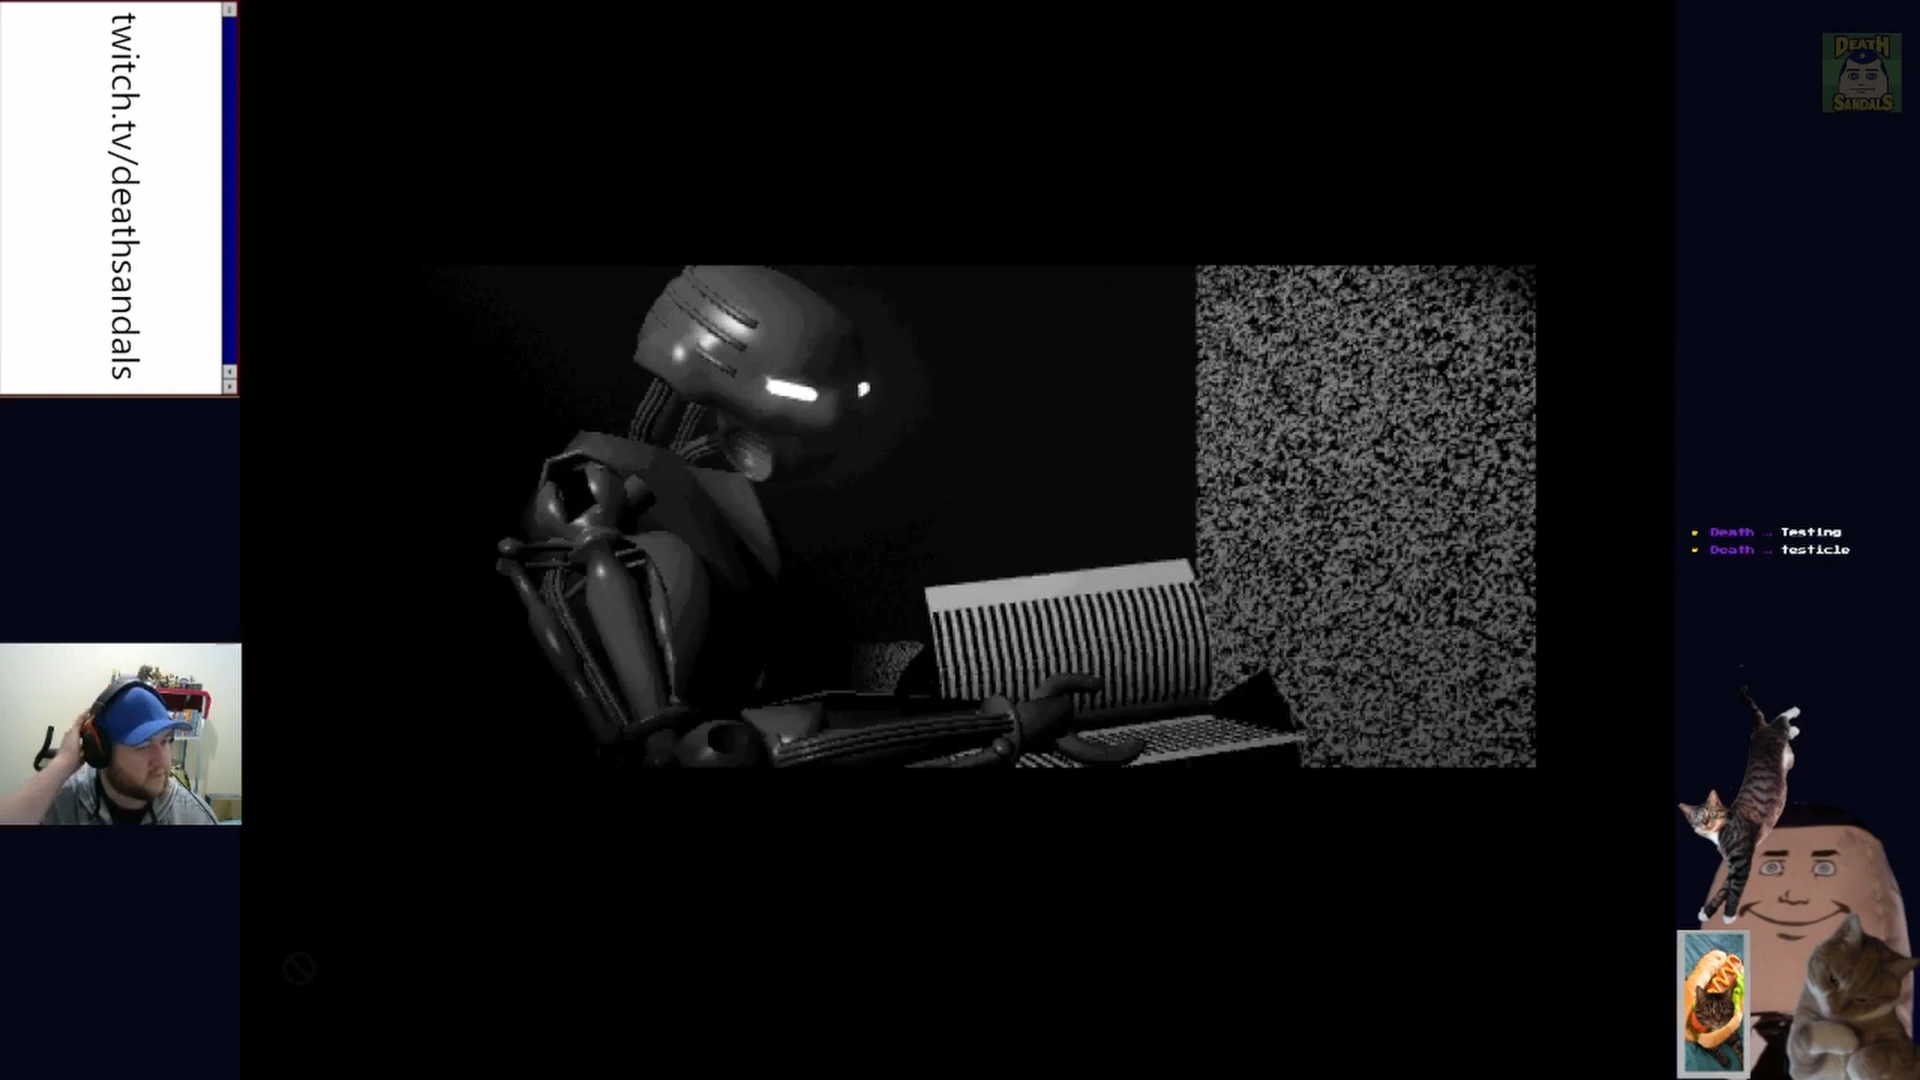 twitch.tv/deathsandals
DEATH
SANDALS
Death … Testing
Death … testicle